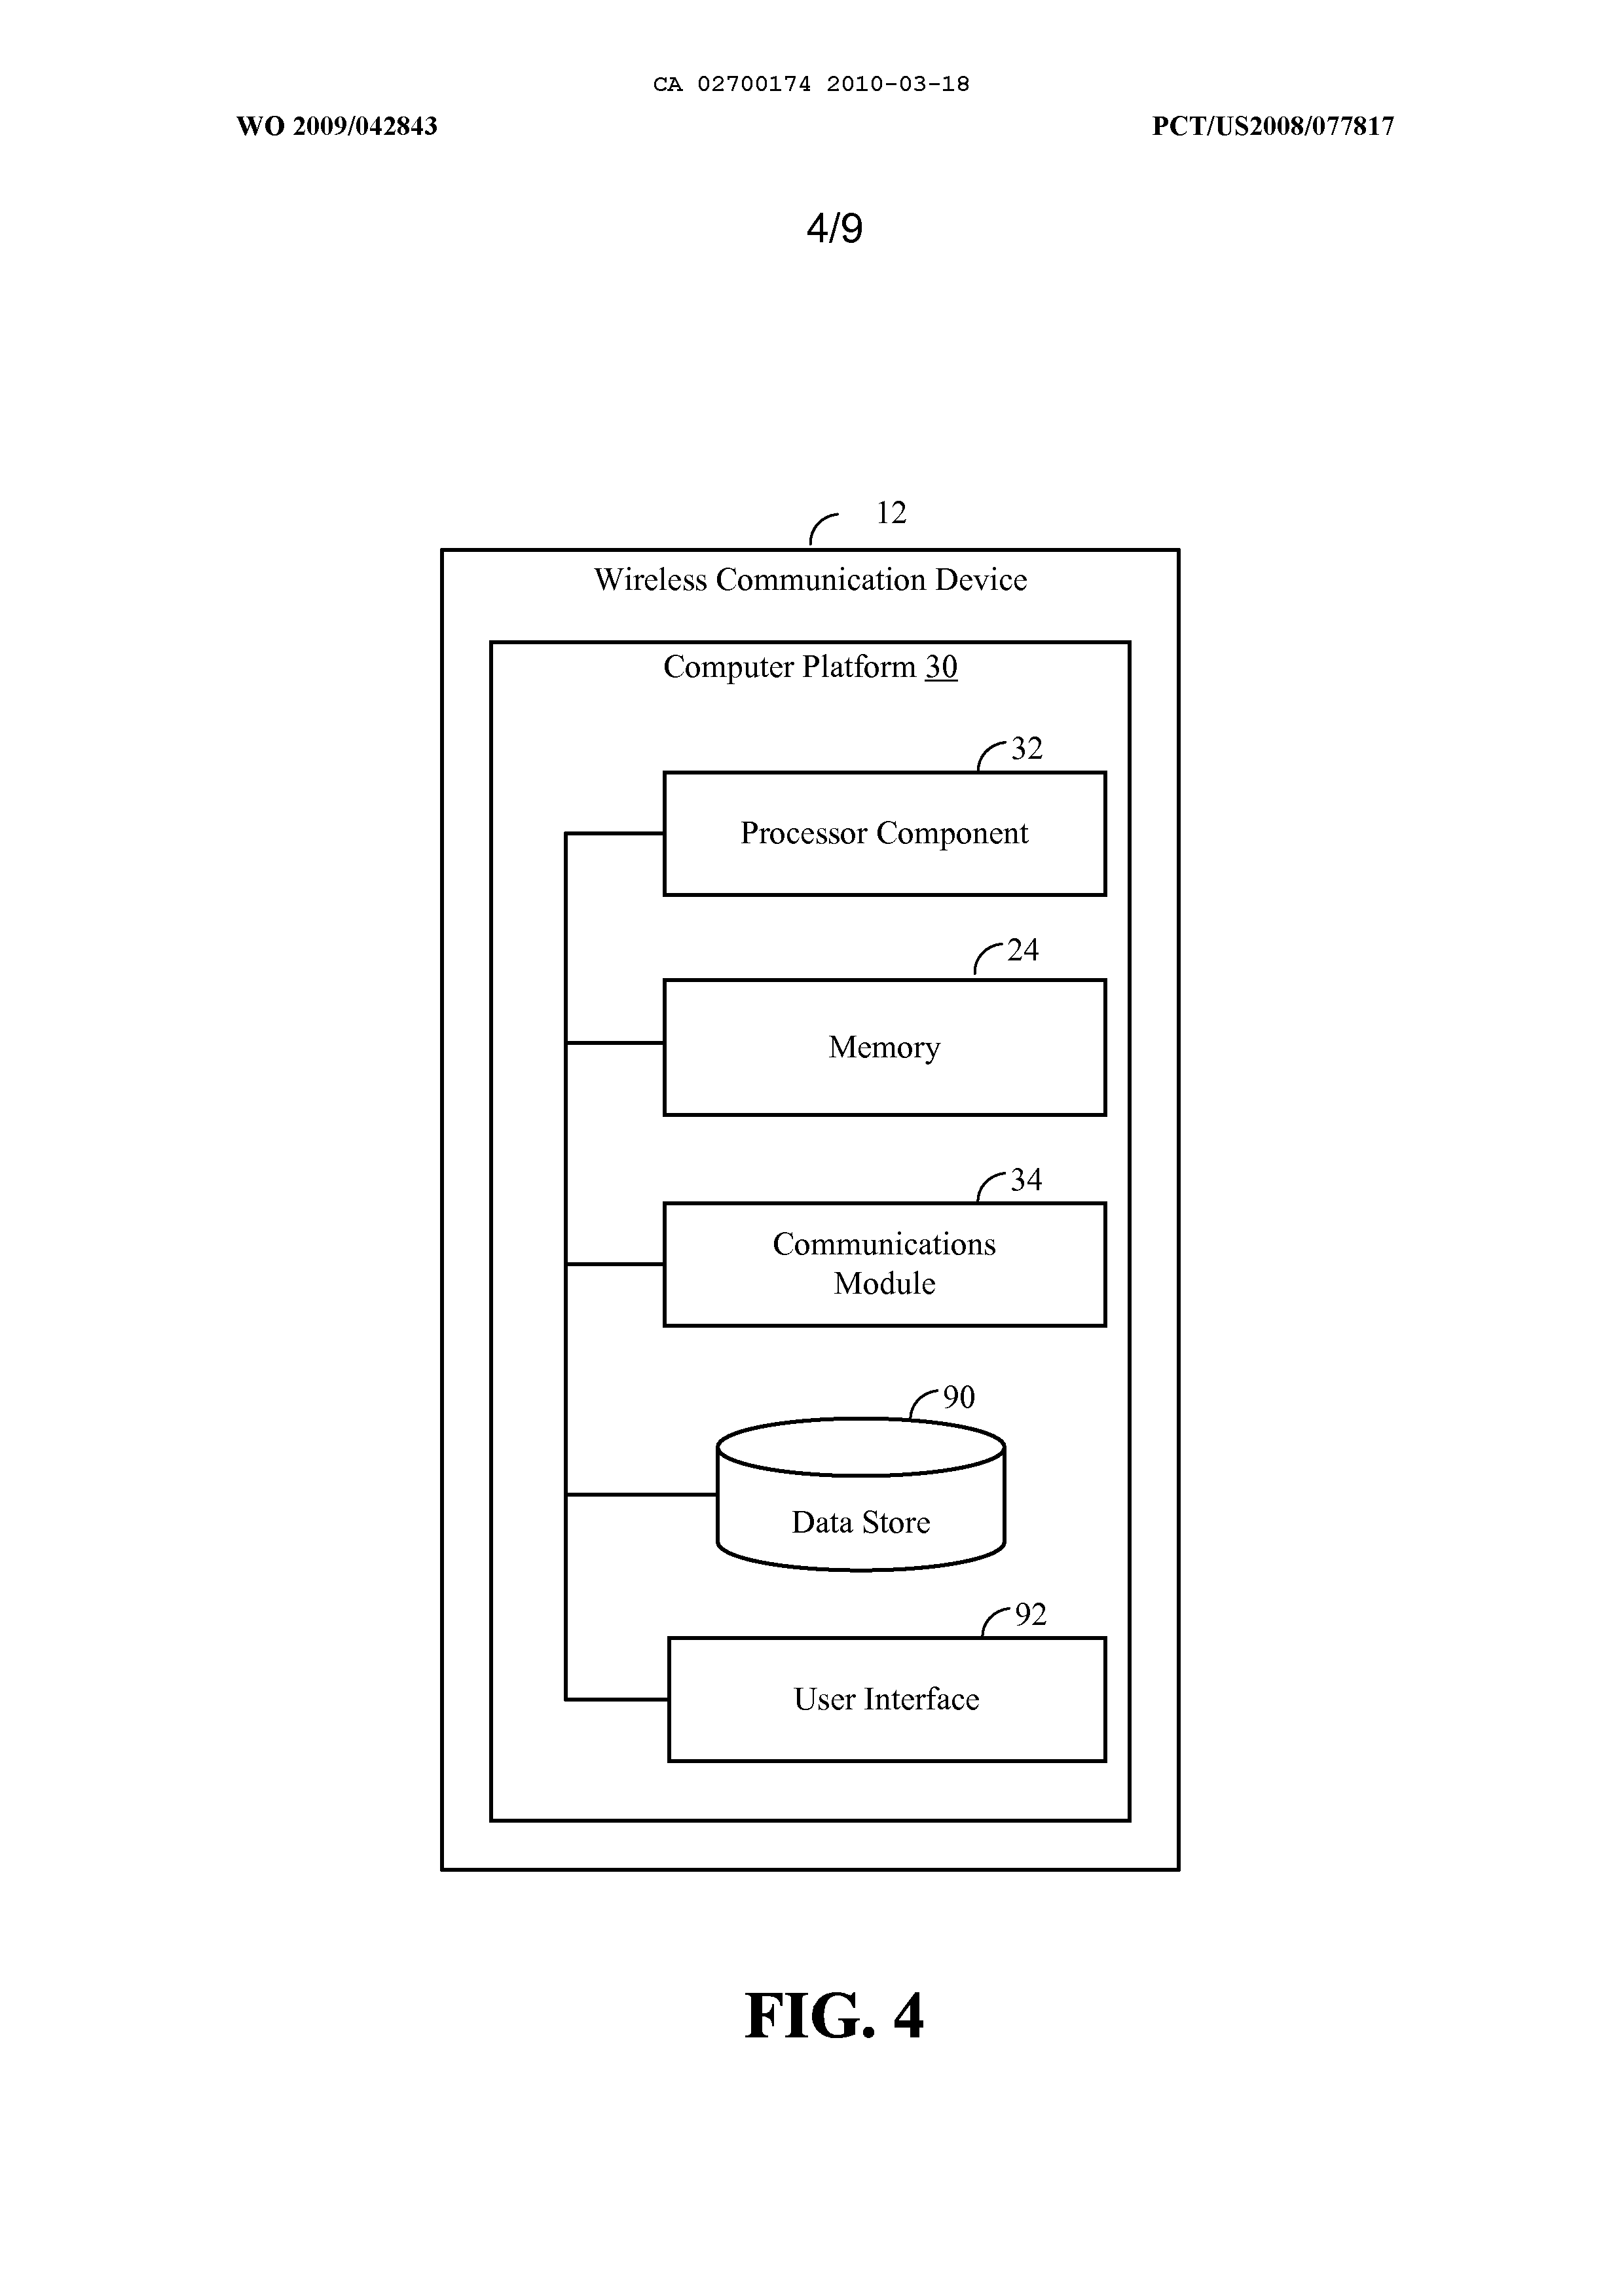 CA 02700174 2010-03-18
WO 2009/042843 PCT/US2008/077817
4/9
12
Wireless Communication Device
Computer Platform 30
32
Processor Component
24
Memory
34
Communications
Module
90
Data Store
92
User Interface
FIG. 4